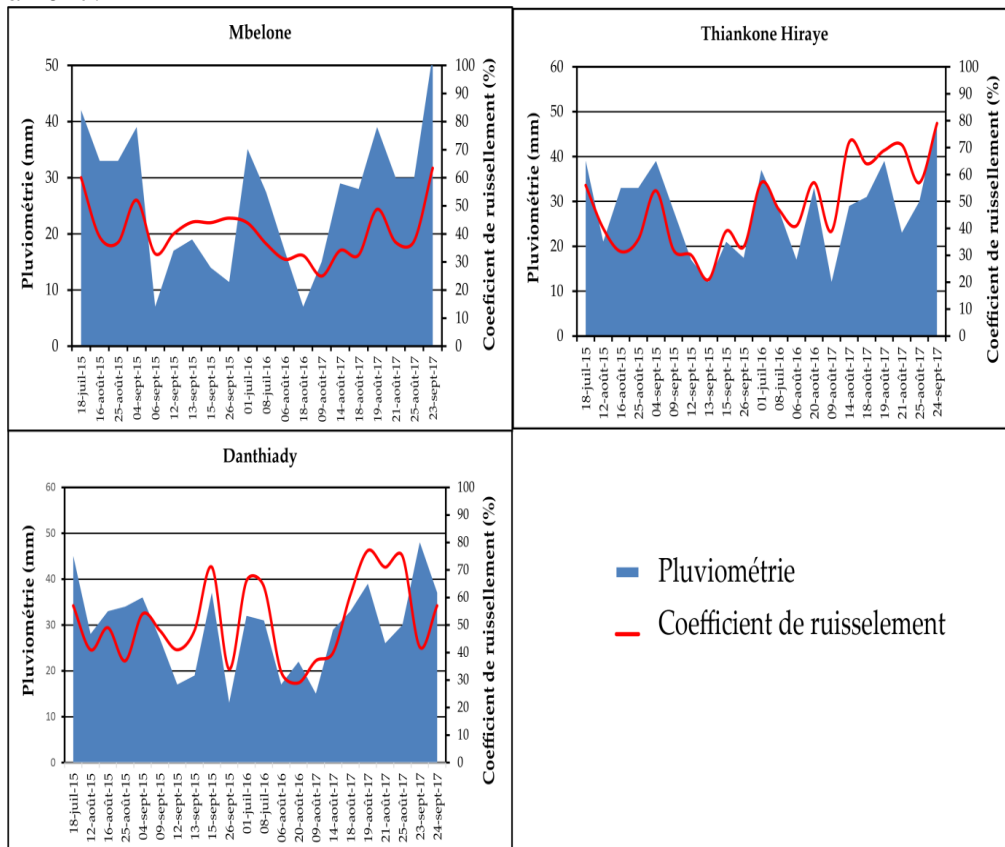 Mbelone
Pluviométrie (mm)
50
40
30
20
10
0
100
90
80
70
60
50
40
30
20
10
0
Coeeficient de ruissellement (%)
18-juil-15
16-août-15
25-août-15
04-sept-15
06-sept-15
12-sept-15
13-sept-15
15-sept-15
26-sept-15
01-juil-16
08-juil-16
06-août-16
18-août-16
09-août-17
14-août-17
18-août-17
19-août-17
21-août-17
25-août-17
23-sept-17
Thiankone Hiraye
Pluviométrie (mm)
60
50
40
30
20
10
0
100
90
80
70
60
50
40
30
20
10
0
Coefficient de ruissellement (%)
18-juil-15
12-août-15
16-août-15
25-août-15
04-sept-15
09-sept-15
12-sept-15
13-sept-15
15-sept-15
26-sept-15
01-juil-16
08-juil-16
06-août-16
20-août-16
09-août-17
14-août-17
18-août-17
19-août-17
21-août-17
25-août-17
24-sept-17
Danthiady
Pluviométrie (mm)
60
50
40
30
20
10
0
100
90
80
70
60
50
40
30
20
10
0
Coefficient de ruissellement (%)
18-juil-15
12-août-15
16-août-15
25-août-15
04-sept-15
09-sept-15
12-sept-15
13-sept-15
15-sept-15
26-sept-15
01-juil-16
08-juil-16
06-août-16
20-août-16
09-août-17
14-août-17
18-août-17
19-août-17
21-août-17
25-août-17
23-sept-17
24-sept-17
Pluviométrie
Coefficient de ruisselement